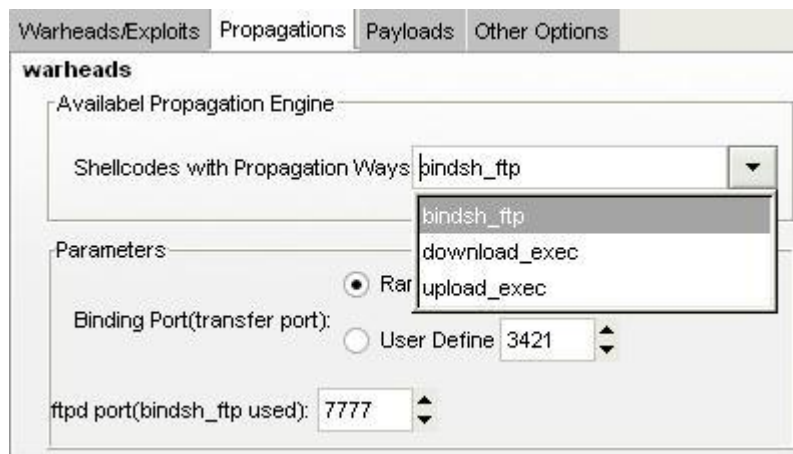 Warheads/Exploits Propagations Payloads Other Options
warheads
Availabel Propagation Engine
Shellcodes with Propagation Ways bindsh_ftp
bindsh_ftp
download_exec
upload_exec
Parameters
Binding Port(transfer port):
User Define 3421
ftpd port(bindsh_ftp used): 7777